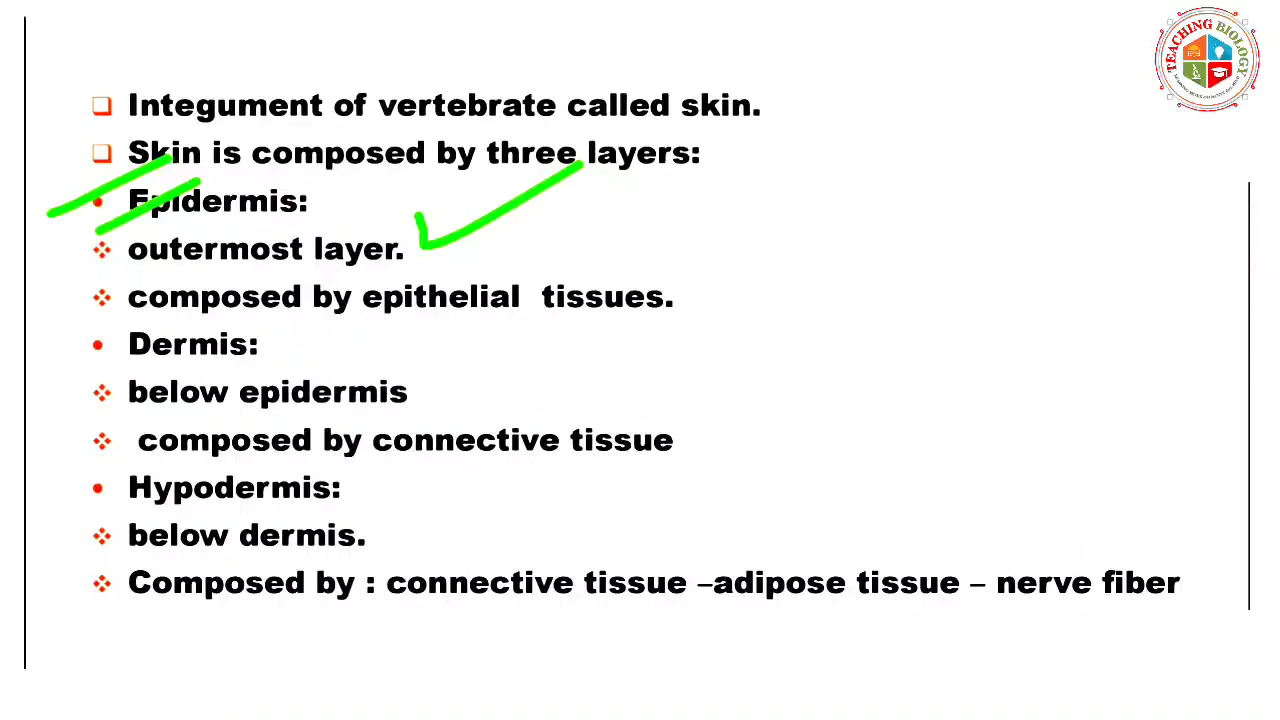 TEACHING BIOLOGY
Integument of vertebrate called skin.
Skin is composed by three layers:
Epidermis:
outermost layer.
composed by epithelial tissues.
Dermis:
below epidermis
composed by connective tissue
Hypodermis:
below dermis.
Composed by : connective tissue –adipose tissue – nerve fiber